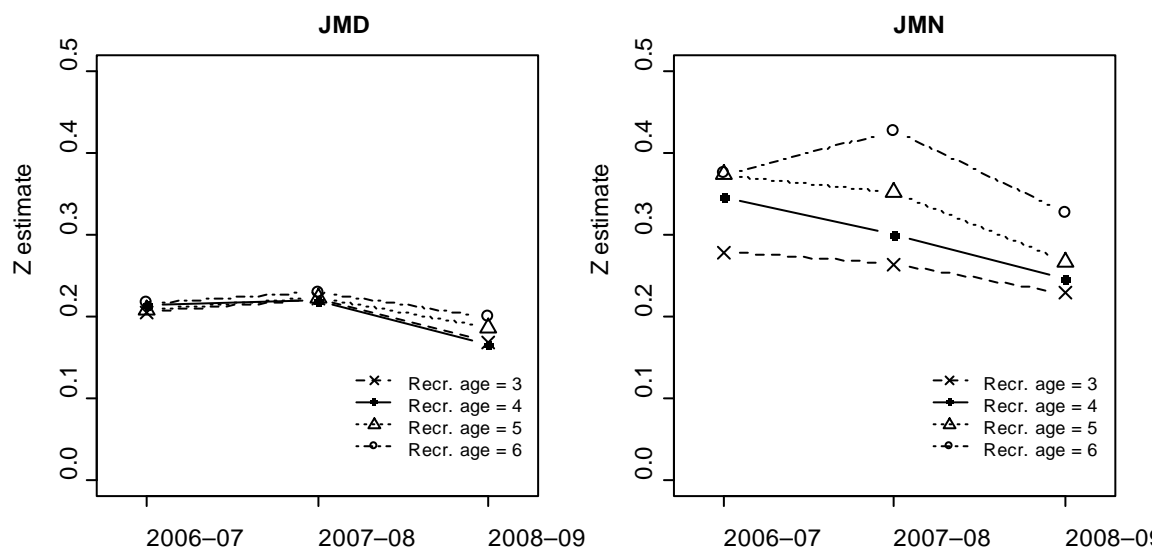 JMD
Z estimate
0.5
0.4
0.3
0.2
0.1
0.0
Recr. age = 3
Recr. age = 4
Recr. age = 5
Recr. age = 6
2006–07 2007–08 2008–09
JMN
Z estimate
0.5
0.4
0.3
0.2
0.1
0.0
Recr. age = 3
Recr. age = 4
Recr. age = 5
Recr. age = 6
2006–07 2007–08 2008–09